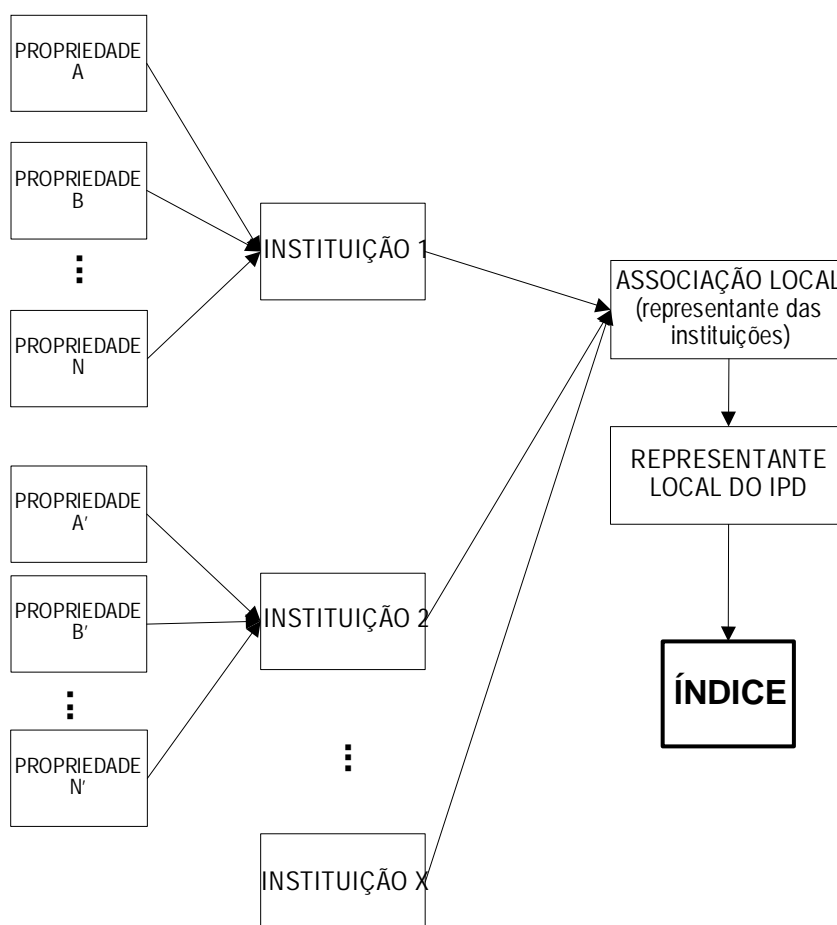 PROPRIEDADE
A
PROPRIEDADE
B
...
PROPRIEDADE
N
INSTITUIÇÃO 1
PROPRIEDADE
A'
PROPRIEDADE
B'
...
PROPRIEDADE
N'
INSTITUIÇÃO 2
...
INSTITUIÇÃO X
ASSOCIAÇÃO LOCAL
(representante das
instituições)
REPRESENTANTE
LOCAL DO IPD
ÍNDICE